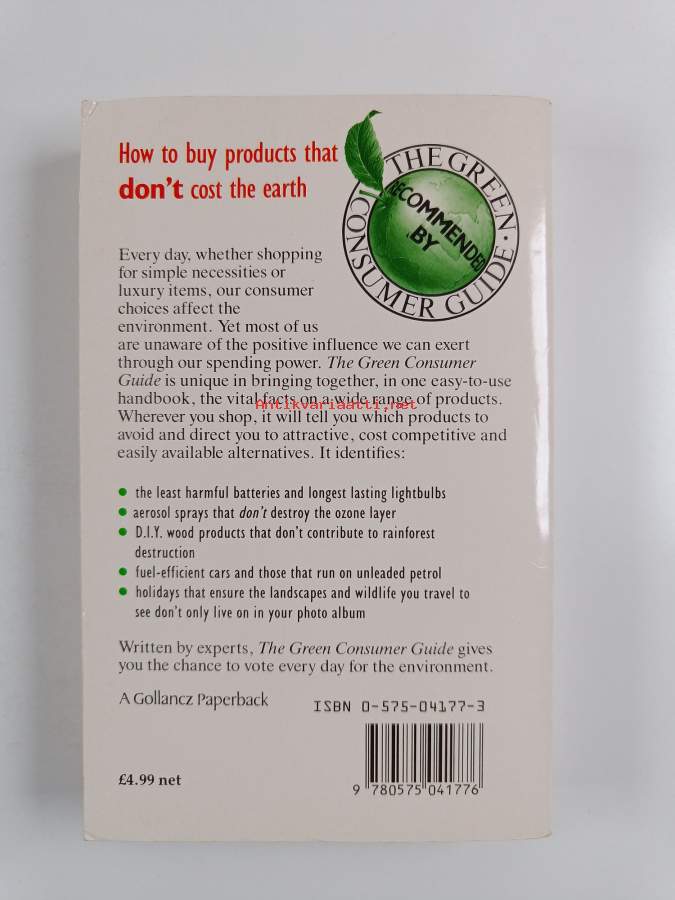 How to buy products that
don't cost the earth
THE GREEN CONSUMER GUIDE
RECOMMENDED
BY
Every day, whether shopping
for simple necessities or
luxury items, our consumer
choices affect the
environment. Yet most of us
are unaware of the positive influence we can exert
through our spending power. The Green Consumer
Guide is unique in bringing together, in one easy-to-use
handbook, the vital facts on a wide range of products.
Antikvariaatti.net
Wherever you shop, it will tell you which products to
avoid and direct you to attractive, cost competitive and
easily available alternatives. It identifies:
• the least harmful batteries and longest lasting lightbulbs
• aerosol sprays that don't destroy the ozone layer
• D.I.Y. wood products that don't contribute to rainforest
destruction
• fuel-efficient cars and those that run on unleaded petrol
• holidays that ensure the landscapes and wildlife you travel to
see don't only live on in your photo album
Written by experts, The Green Consumer Guide gives
you the chance to vote every day for the environment.
A Gollancz Paperback
ISBN 0-575-04177-3
£4.99 net
9 780575 041776